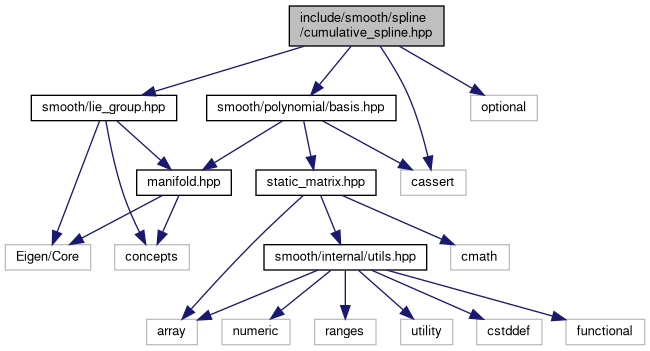 include/smooth/spline
/cumulative_spline.hpp
smooth/lie_group.hpp
smooth/polynomial/basis.hpp
optional
manifold.hpp
static_matrix.hpp
cassert
Eigen/Core
concepts
smooth/internal/utils.hpp
cmath
array
numeric
ranges
utility
cstddef
functional